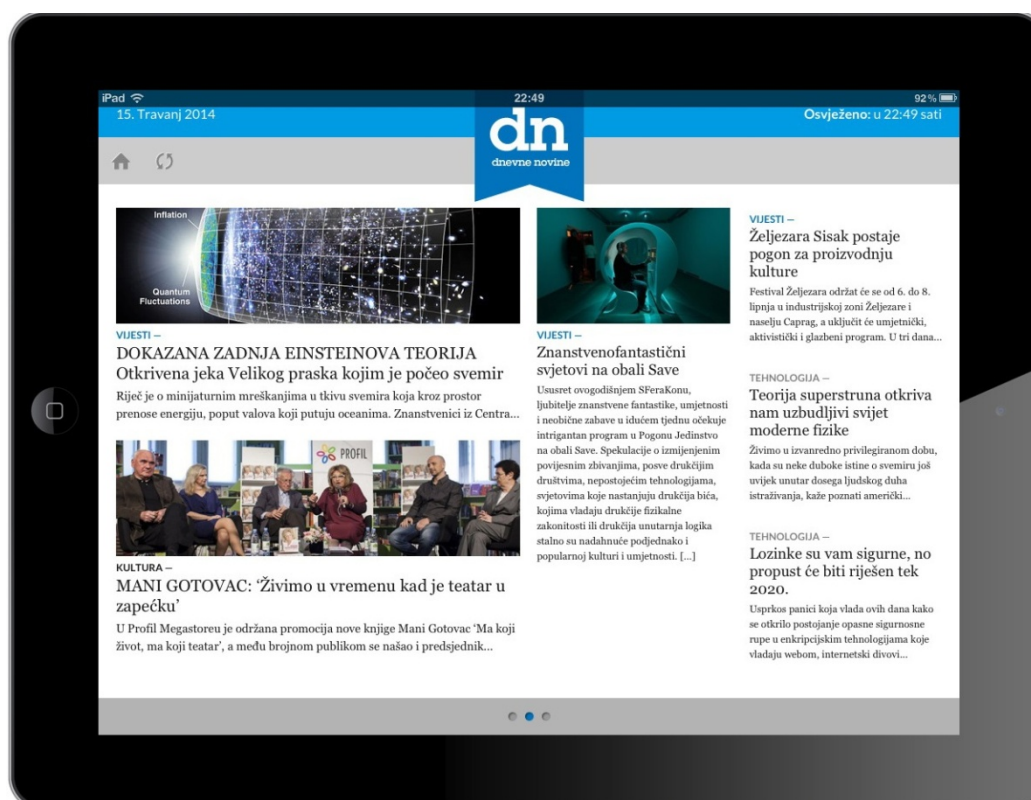 iPad
22:49
92 %
15. Travanj 2014
Osvježeno: u 22:49 sati
dn
dnevne novine
Inflation
Quantum
Fluctuations
VIJESTI —
DOKAZANA ZADNJA EINSTEINOVA TEORIJA
Otkrivena jeka Velikog praska kojim je počeo svemir
Riječ je o minijaturnim mreškanjima u tkivu svemira koja kroz prostor
prenose energiju, poput valova koji putuju oceanima. Znanstvenici iz Centra...
PROFIL
KULTURA —
MANI GOTOVAC: ‘Živimo u vremenu kad je teatar u
zapećku’
U Profil Megastoreu je održana promocija nove knjige Mani Gotovac ‘Ma koji
život, ma koji teatar’, a među brojnom publikom se našao i predsjednik...
VIJESTI —
Znanstvenofantastični
svjetovi na obali Save
Ususret ovogodišnjem SFeraKonu,
ljubitelje znanstvene fantastike, umjetnosti
i neobične zabave u idućem tjednu očekuje
intrigantan program u Pogonu Jedinstvo
na obali Save. Spekulacije o izmijenjenim
povijesnim zbivanjima, posve drukčijim
društvima, nepostojećim tehnologijama,
svjetovima koje nastanjuju drukčija bića,
kojima vladaju drukčije fizikalne
zakonitosti ili drukčija unutarnja logika
stalno su nadahnuće podjednako i
popularnoj kulturi i umjetnosti. [...]
VIJESTI —
Željezara Sisak postaje
pogon za proizvodnju
kulture
Festival Željezara održat će se od 6. do 8.
lipnja u industrijskoj zoni Željezare i
naselju Caprag, a uključit će umjetnički,
aktivistički i glazbeni program. U tri dana...
TEHNOLOGIJA —
Teorija superstruna otkriva
nam uzbudljivi svijet
moderne fizike
Živimo u izvanredno privilegiranom dobu,
kada su neke duboke istine o svemiru još
uvijek unutar dosega ljudskog duha
istraživanja, kaže poznati američki...
TEHNOLOGIJA —
Lozinke su vam sigurne, no
propust će biti riješen tek
2020.
Usprkos panici koja vlada ovih dana kako
se otkrilo postojanje opasne sigurnosne
rupe u enkripcijskim tehnologijama koje
vladaju webom, internetski divovi...